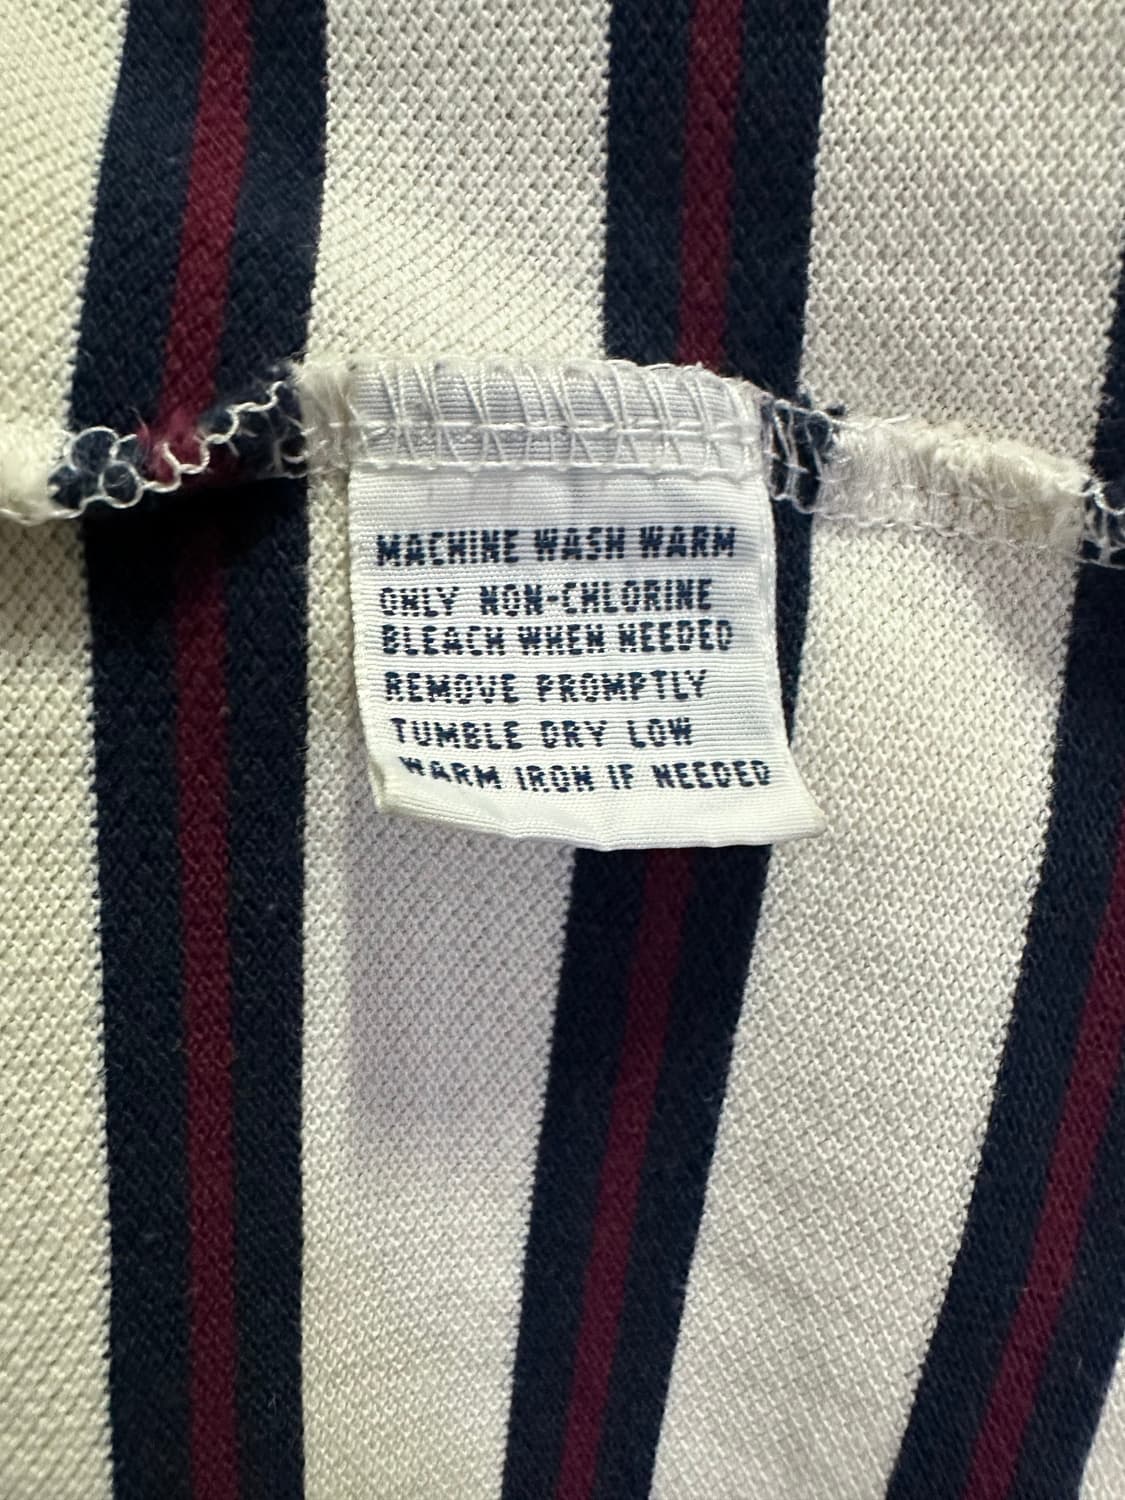 MACHINE WASH WARM
ONLY NON-CHLORINE
BLEACH WHEN NEEDED
REMOVE PROMPTLY
TUMBLE DRY LOW
WARM IRON IF NEEDED